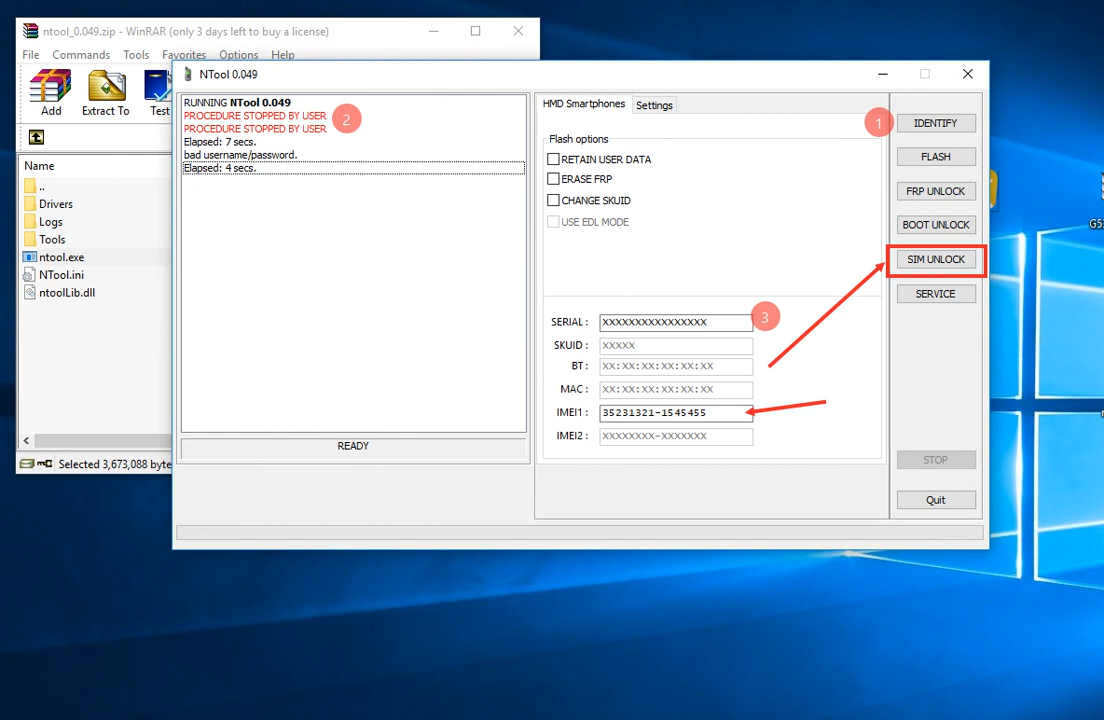 ntool_0.049.zip - WinRAR (only 3 days left to buy a license)
File Commands Tools Favorites Options Help
Add Extract To Test
Name
..
Drivers
Logs
Tools
ntool.exe
NTool.ini
ntoolLib.dll
Selected 3,673,088 byte
NTool 0.049
RUNNING NTool 0.049
PROCEDURE STOPPED BY USER
PROCEDURE STOPPED BY USER
2
Elapsed: 7 secs.
bad username/password.
Elapsed: 4 secs.
READY
HMD Smartphones Settings
Flash options
RETAIN USER DATA
ERASE FRP
CHANGE SKUID
USE EDL MODE
SERIAL : XXXXXXXXXXXXXXXX
3
SKUID : XXXXX
BT : XX:XX:XX:XX:XX:XX
MAC : XX:XX:XX:XX:XX:XX
IMEI1 : 35231321-1545455
IMEI2 : XXXXXXXX-XXXXXXX
1
IDENTIFY
FLASH
FRP UNLOCK
BOOT UNLOCK
SIM UNLOCK
SERVICE
STOP
Quit